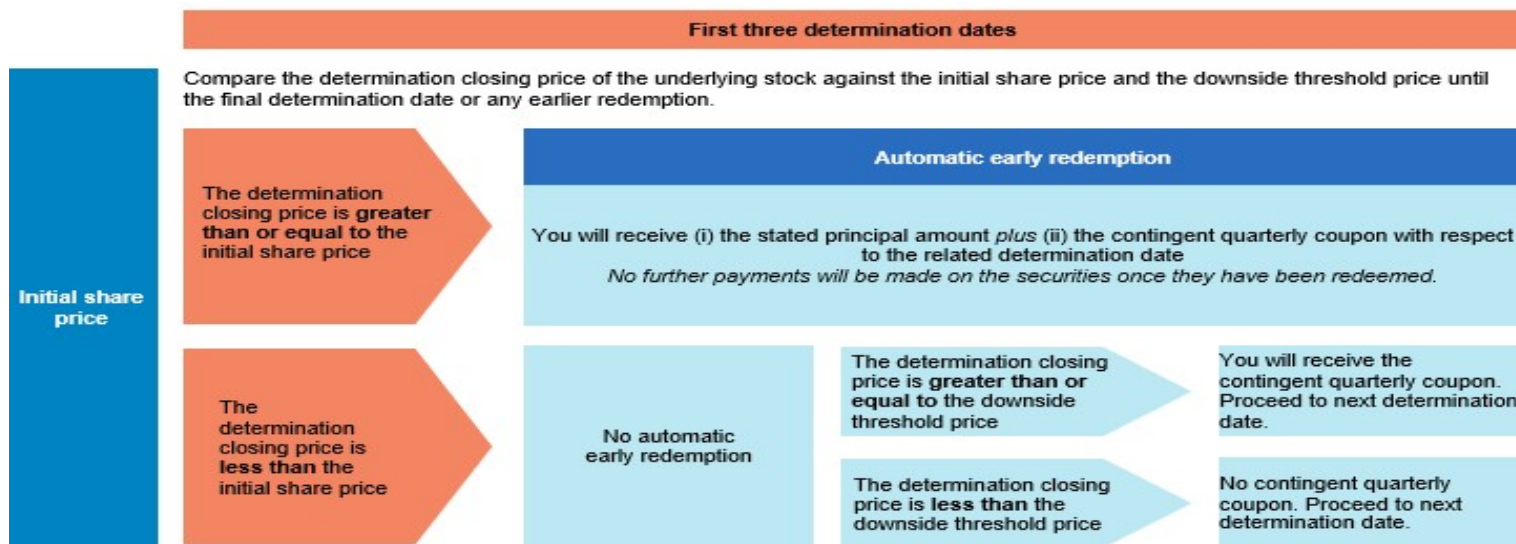 First three determination dates
Compare the determination closing price of the underlying stock against the initial share price and the downside threshold price until
the final determination date or any earlier redemption.
Initial share
price
The determination
closing price is greater
than or equal to the
initial share price
Automatic early redemption
You will receive (i) the stated principal amount plus (ii) the contingent quarterly coupon with respect
to the related determination date
No further payments will be made on the securities once they have been redeemed.
The
determination
closing price is
less than the
initial share price
No automatic
early redemption
The determination closing
price is greater than or
equal to the downside
threshold price
You will receive the
contingent quarterly coupon.
Proceed to next determination
date.
The determination closing
price is less than the
downside threshold price
No contingent quarterly
coupon. Proceed to next
determination date.